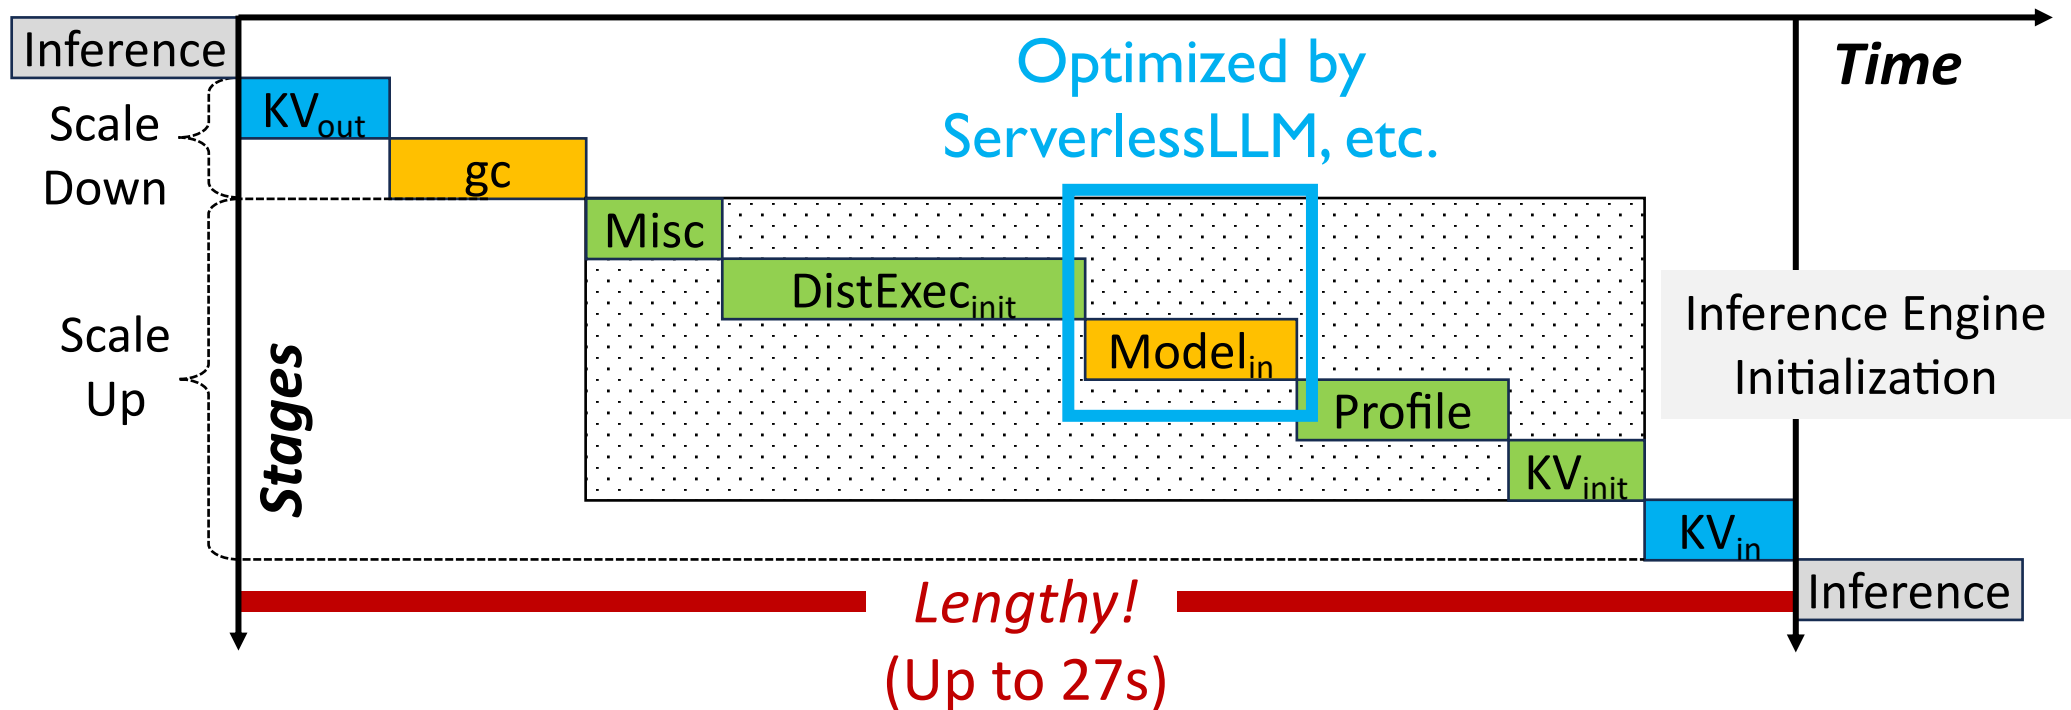 Inference
Time
Optimized by
ServerlessLLM, etc.
Scale
Down
KVout
gc
Misc
DistExecinit
Modelin
Profile
KVinit
KVin
Scale
Up
Stages
Inference Engine
Initialization
Inference
Lengthy!
(Up to 27s)